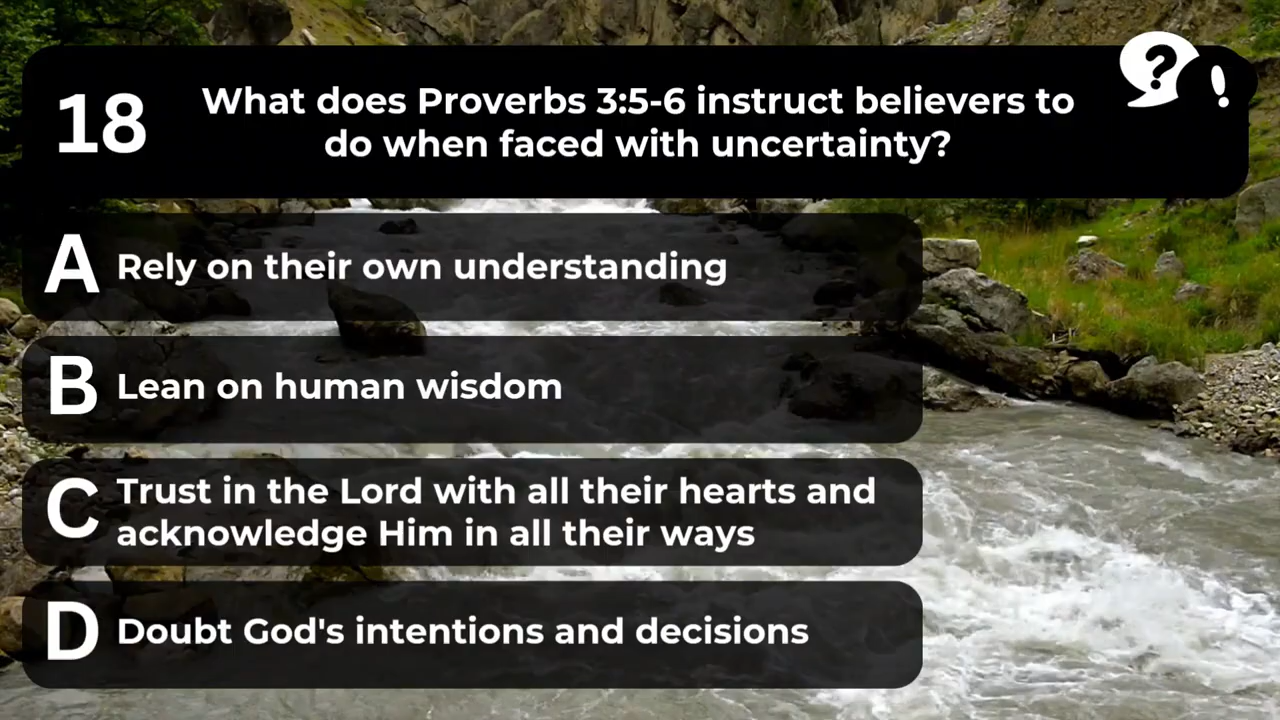 18
What does Proverbs 3:5-6 instruct believers to
do when faced with uncertainty?
? !
A
Rely on their own understanding
B
Lean on human wisdom
C
Trust in the Lord with all their hearts and
acknowledge Him in all their ways
D
Doubt God's intentions and decisions